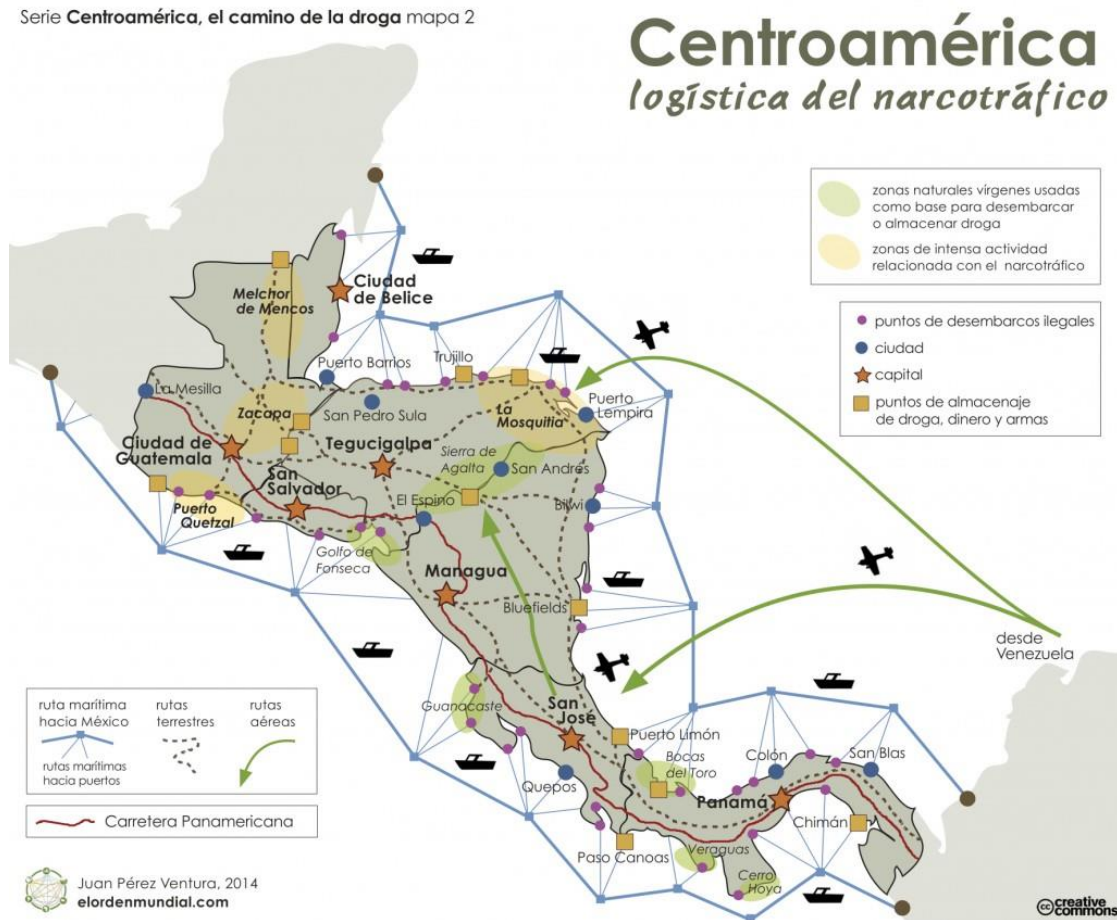 Serie Centroamérica, el camino de la droga mapa 2
Centroamérica
logística del narcotráfico
zonas naturales vírgenes usadas
como base para desembarcar
o almacenar droga
zonas de intensa actividad
relacionada con el narcotráfico
puntos de desembarcos ilegales
ciudad
capital
puntos de almacenaje
de droga, dinero y armas
Melchor
de Mencos
Ciudad
de Belice
Puerto Barrios
Trujillo
La Mesilla
Zacapa
San Pedro Sula
La
Mosquitia
Puerto
Lempira
Ciudad de
Guatemala
Tegucigalpa
Sierra de
Agalta
San Andrés
San
Salvador
El Espino
Bilwi
Puerto
Quetzal
Golfo de
Fonseca
Managua
Bluefields
desde
Venezuela
Guanacaste
San
José
Puerto Limón
Bocas
del Toro
Colón
San Blas
Quepos
Panamá
Chimán
Paso Canoas
Veraguas
Cerro
Hoya
ruta marítima
hacia México
rutas
terrestres
rutas
aéreas
rutas marítimas
hacia puertos
Carretera Panamericana
Juan Pérez Ventura, 2014
elordenmundial.com
cc creative
commons